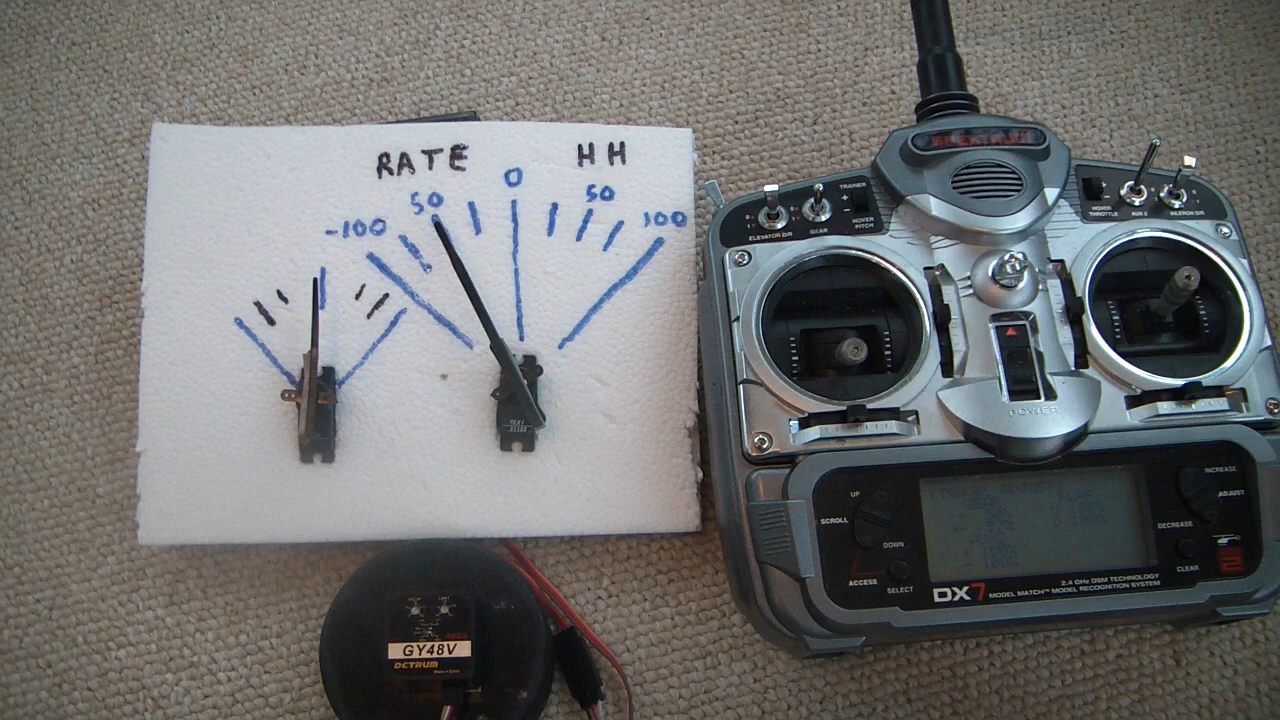 RATE HH
0
50 50
-100 100
TRAINER
HOVER
PITCH
ELEVATOR D/R GEAR
HOVER
THROTTLE
AUX 2 AILERON D/R
POWER
UP
SCROLL
DOWN
ACCESS
SELECT
INCREASE
ADJUST
DECREASE
CLEAR
2.4 GHz DSM TECHNOLOGY
DX7 MODEL MATCH™ MODEL RECOGNITION SYSTEM
GY48V
DETRUM